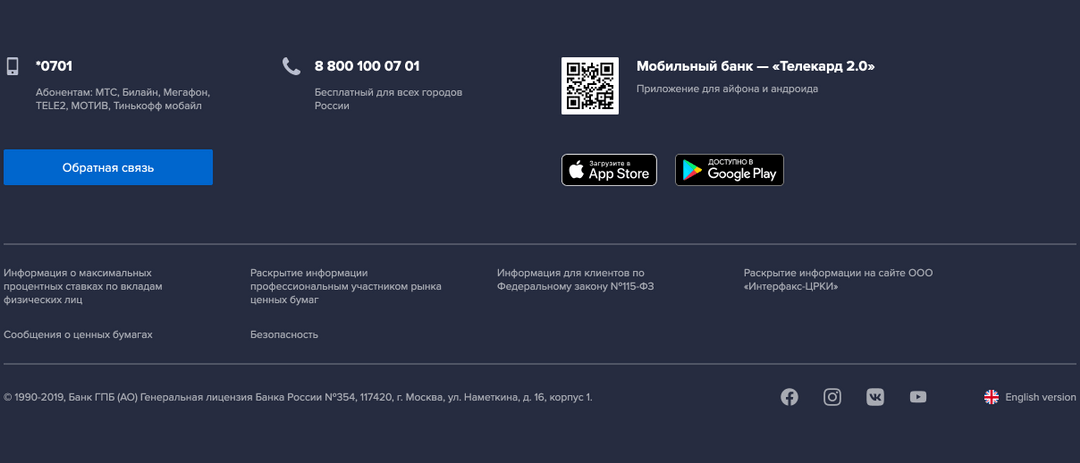 *0701
Абонентам: МТС, Билайн, Мегафон,
TELE2, МОТИВ, Тинькофф мобайл
8 800 100 07 01
Бесплатный для всех городов
России
Мобильный банк — «Телекард 2.0»
Приложение для айфона и андроида
Обратная связь
Загрузите в
App Store
ДОСТУПНО В
Google Play
Информация о максимальных
процентных ставках по вкладам
физических лиц
Раскрытие информации
профессиональным участником рынка
ценных бумаг
Информация для клиентов по
Федеральному закону №115-ФЗ
Раскрытие информации на сайте ООО
«Интерфакс-ЦРКИ»
Сообщения о ценных бумагах
Безопасность
© 1990-2019, Банк ГПБ (АО) Генеральная лицензия Банка России №354, 117420, г. Москва, ул. Наметкина, д. 16, корпус 1.
English version